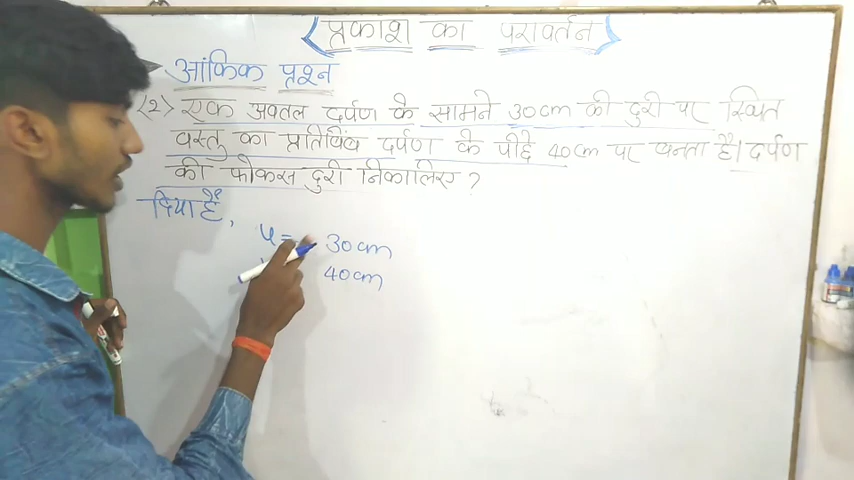 प्रकाश का परावर्तन
आंकिक प्रश्न
(2) एक अवतल दर्पण के सामने 30cm की दुरी पर स्थित
वस्तु का प्रतिबिंब दर्पण के पीछे 40cm पर बनता है। दर्पण
की फोकस दुरी निकालिए ?
दिया है,
u = 30cm
40cm